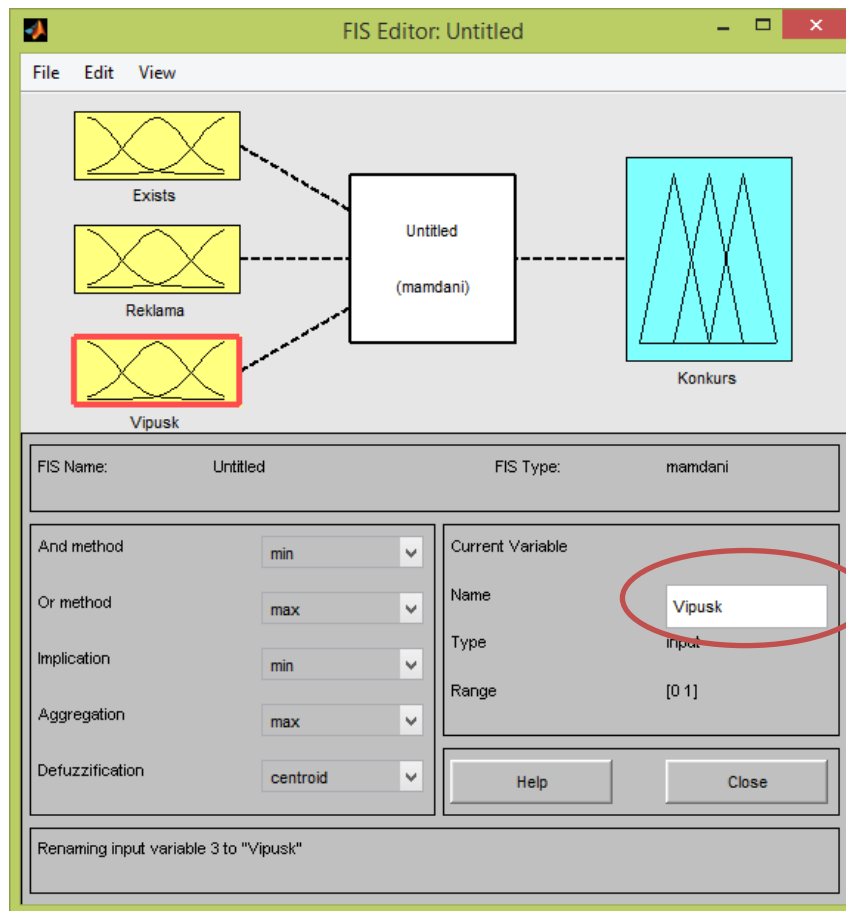 FIS Editor: Untitled
File Edit View
Exists
Reklama
Vipusk
Untitled
(mamdani)
Konkurs
FIS Name: Untitled FIS Type: mamdani
And method min
Or method max
Implication min
Aggregation max
Defuzzification centroid
Current Variable
Name Vipusk
Type input
Range [0 1]
Help Close
Renaming input variable 3 to "Vipusk"